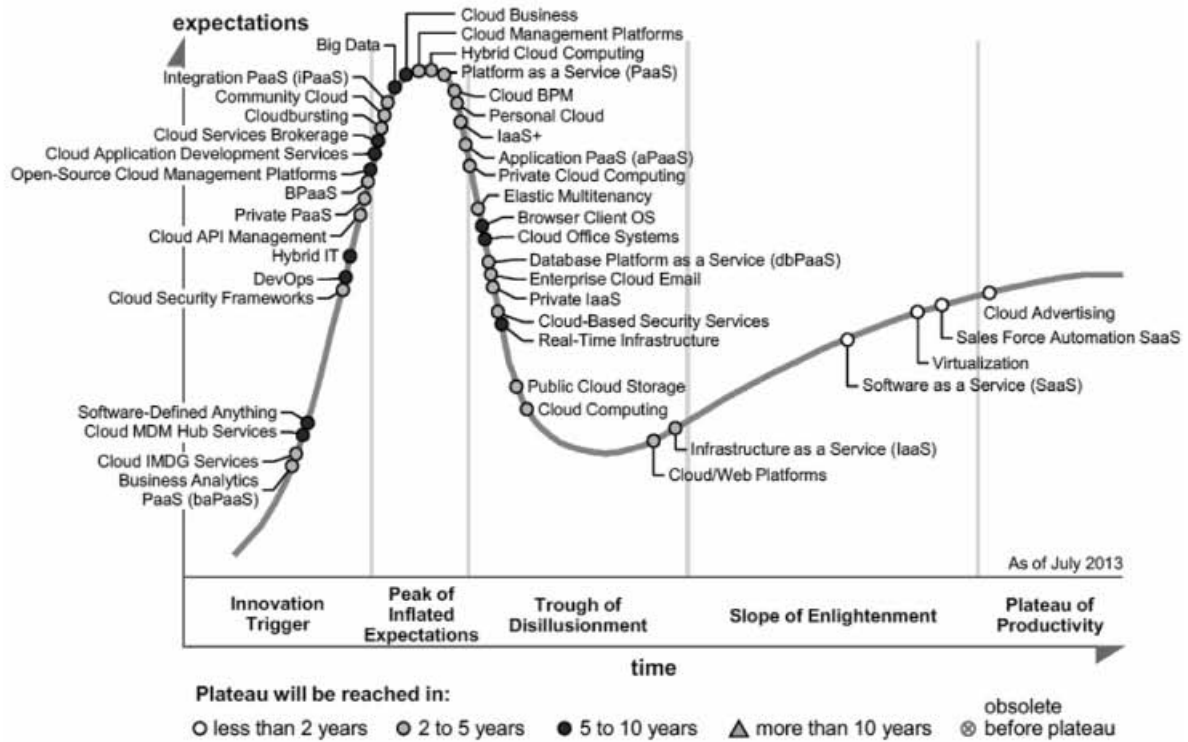 expectations
Cloud Business
Cloud Management Platforms
Big Data
Hybrid Cloud Computing
Platform as a Service (PaaS)
Integration PaaS (iPaaS)
Cloud BPM
Community Cloud
Personal Cloud
Cloudbursting
IaaS+
Cloud Services Brokerage
Cloud Application Development Services
Application PaaS (aPaaS)
Open-Source Cloud Management Platforms
Private Cloud Computing
BPaaS
Elastic Multitenancy
Private PaaS
Browser Client OS
Cloud API Management
Cloud Office Systems
Hybrid IT
Database Platform as a Service (dbPaaS)
DevOps
Enterprise Cloud Email
Cloud Security Frameworks
Private IaaS
Cloud-Based Security Services
Real-Time Infrastructure
Cloud Advertising
Sales Force Automation SaaS
Virtualization
Software as a Service (SaaS)
Public Cloud Storage
Cloud Computing
Software-Defined Anything
Cloud MDM Hub Services
Infrastructure as a Service (IaaS)
Cloud IMDG Services
Cloud/Web Platforms
Business Analytics
PaaS (baPaaS)
As of July 2013
Innovation
Trigger
Peak of
Inflated
Expectations
Trough of
Disillusionment
Slope of Enlightenment
Plateau of
Productivity
time
Plateau will be reached in:
less than 2 years
2 to 5 years
5 to 10 years
more than 10 years
obsolete
before plateau